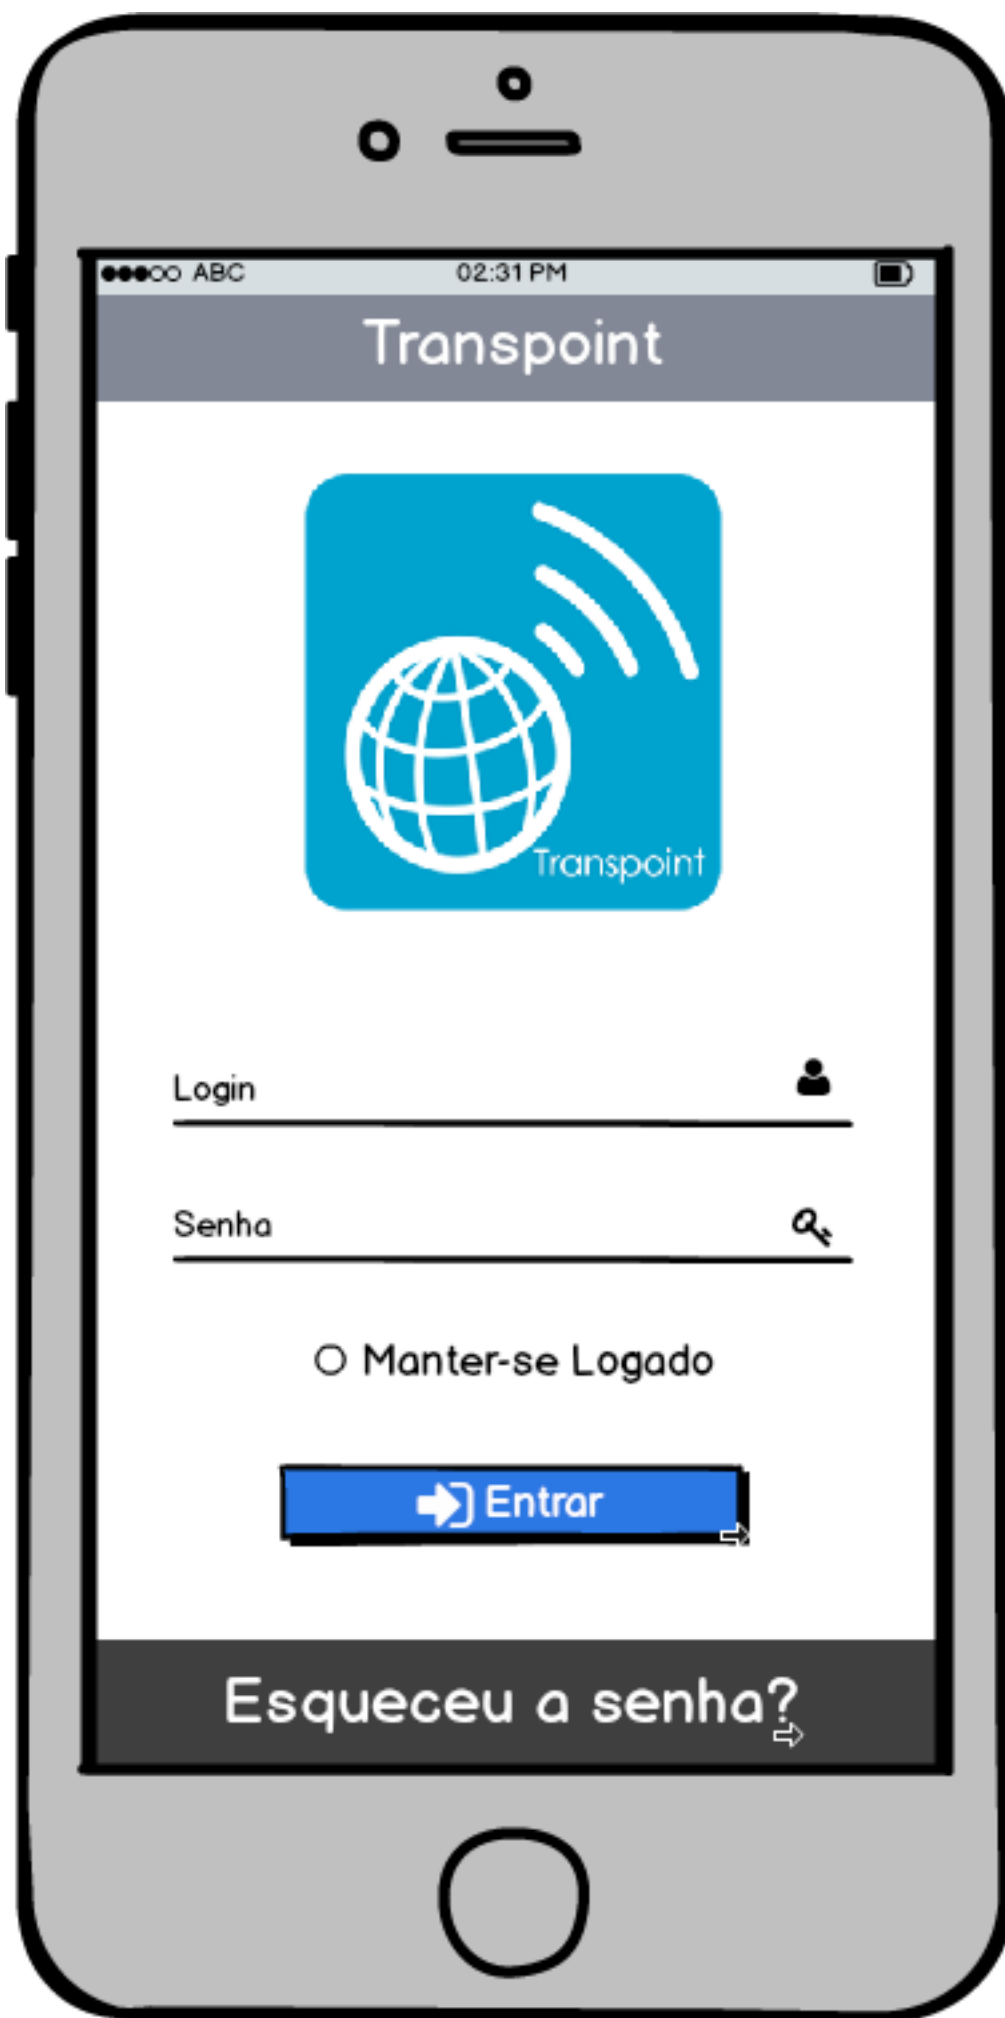 ABC 02:31 PM
Transpoint
Transpoint
Login
Senha
Manter-se Logado
Entrar
Esqueceu a senha?